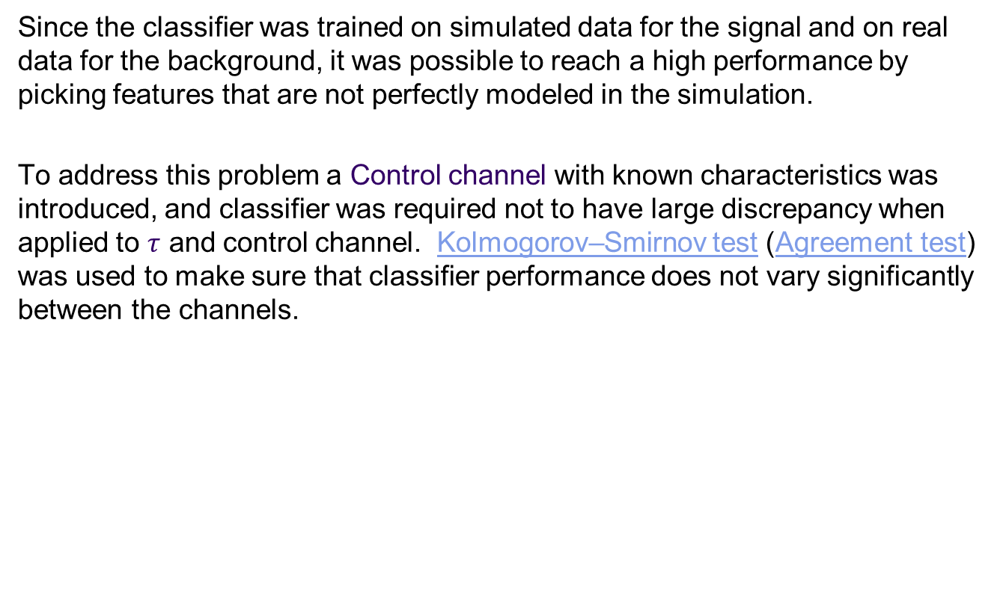 Since the classifier was trained on simulated data for the signal and on real
data for the background, it was possible to reach a high performance by
picking features that are not perfectly modeled in the simulation.
To address this problem a Control channel with known characteristics was
introduced, and classifier was required not to have large discrepancy when
applied to τ and control channel. Kolmogorov–Smirnov test (Agreement test)
was used to make sure that classifier performance does not vary significantly
between the channels.